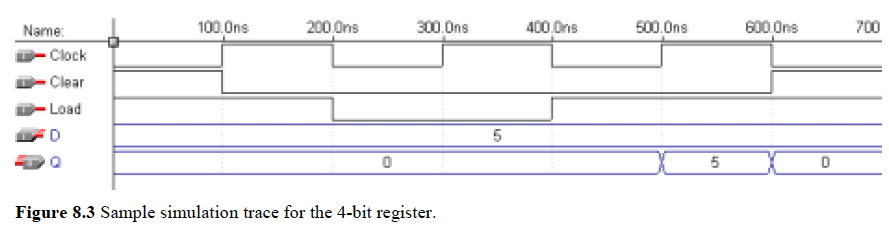 Name: 100.0ns 200.0ns 300.0ns 400.0ns 500.0ns 600.0ns 700
Clock
Clear
Load
D 5
Q 0 5 0
Figure 8.3 Sample simulation trace for the 4-bit register.